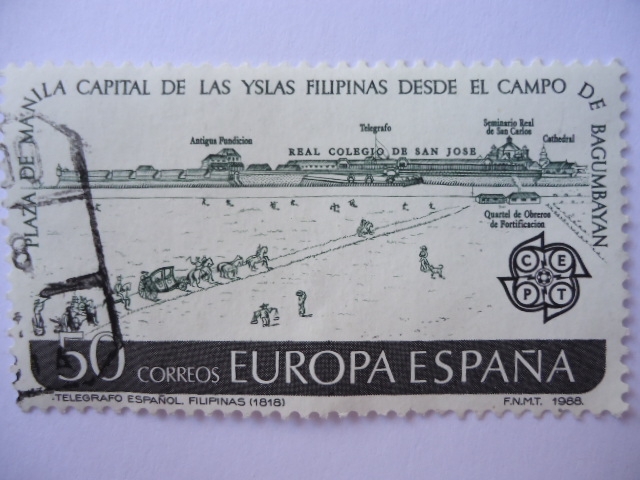 PLAZA DE MANILA CAPITAL DE LAS YSLAS FILIPINAS DESDE EL CAMPO DE BAGUMBAYAN
Telegrafo
Seminario Real
de San Carlos
Antigua Fundicion
Cathedral
REAL COLEGIO DE SAN JOSE
Quartel de Obreros
de Fortificacion
CEPT
50 CORREOS EUROPA ESPAÑA
TELEGRAFO ESPAÑOL. FILIPINAS (1818)
F.N.M.T. 1988